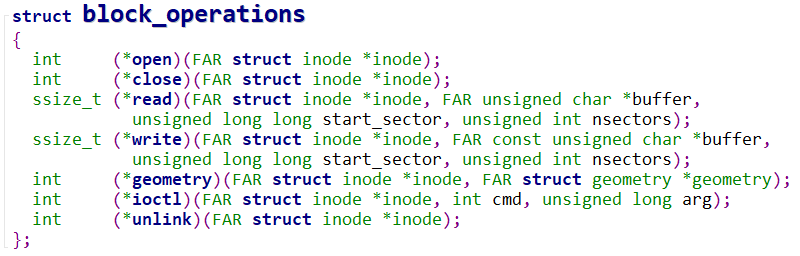 struct block_operations
{
  int     (*open)(FAR struct inode *inode);
  int     (*close)(FAR struct inode *inode);
  ssize_t (*read)(FAR struct inode *inode, FAR unsigned char *buffer,
            unsigned long long start_sector, unsigned int nsectors);
  ssize_t (*write)(FAR struct inode *inode, FAR const unsigned char *buffer,
            unsigned long long start_sector, unsigned int nsectors);
  int     (*geometry)(FAR struct inode *inode, FAR struct geometry *geometry);
  int     (*ioctl)(FAR struct inode *inode, int cmd, unsigned long arg);
  int     (*unlink)(FAR struct inode *inode);
};